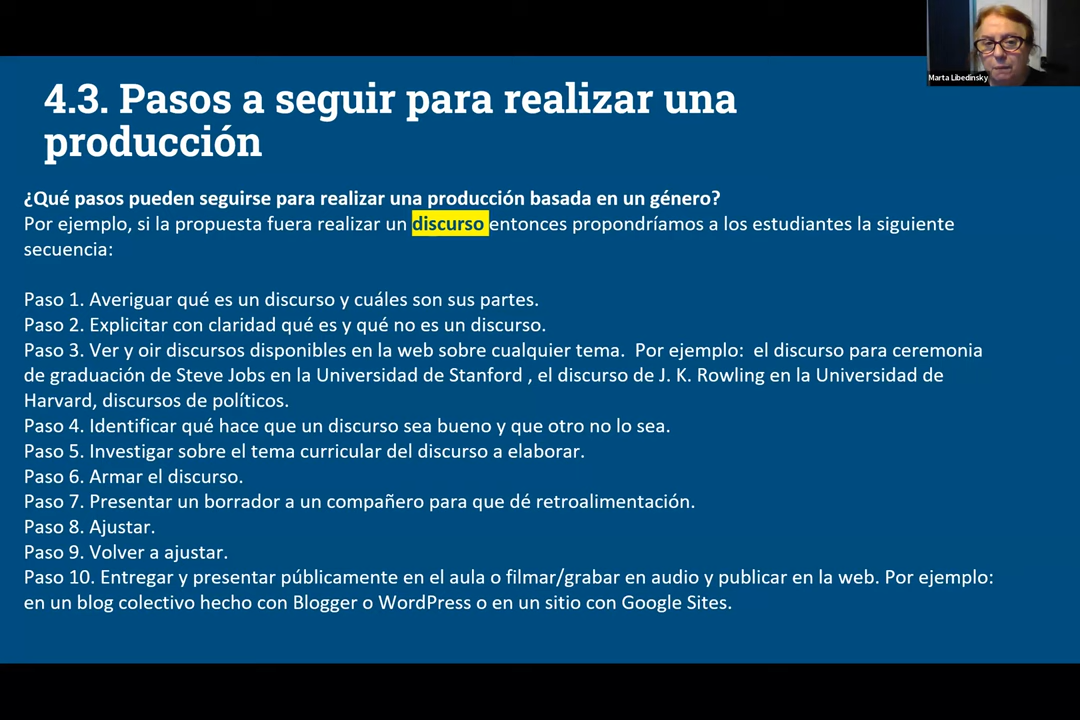 Marta Libedinsky
4.3. Pasos a seguir para realizar una
producción
¿Qué pasos pueden seguirse para realizar una producción basada en un género?
Por ejemplo, si la propuesta fuera realizar un discurso entonces propondríamos a los estudiantes la siguiente
secuencia:
Paso 1. Averiguar qué es un discurso y cuáles son sus partes.
Paso 2. Explicitar con claridad qué es y qué no es un discurso.
Paso 3. Ver y oir discursos disponibles en la web sobre cualquier tema.  Por ejemplo:  el discurso para ceremonia
de graduación de Steve Jobs en la Universidad de Stanford , el discurso de J. K. Rowling en la Universidad de
Harvard, discursos de políticos.
Paso 4. Identificar qué hace que un discurso sea bueno y que otro no lo sea.
Paso 5. Investigar sobre el tema curricular del discurso a elaborar.
Paso 6. Armar el discurso.
Paso 7. Presentar un borrador a un compañero para que dé retroalimentación.
Paso 8. Ajustar.
Paso 9. Volver a ajustar.
Paso 10. Entregar y presentar públicamente en el aula o filmar/grabar en audio y publicar en la web. Por ejemplo:
en un blog colectivo hecho con Blogger o WordPress o en un sitio con Google Sites.